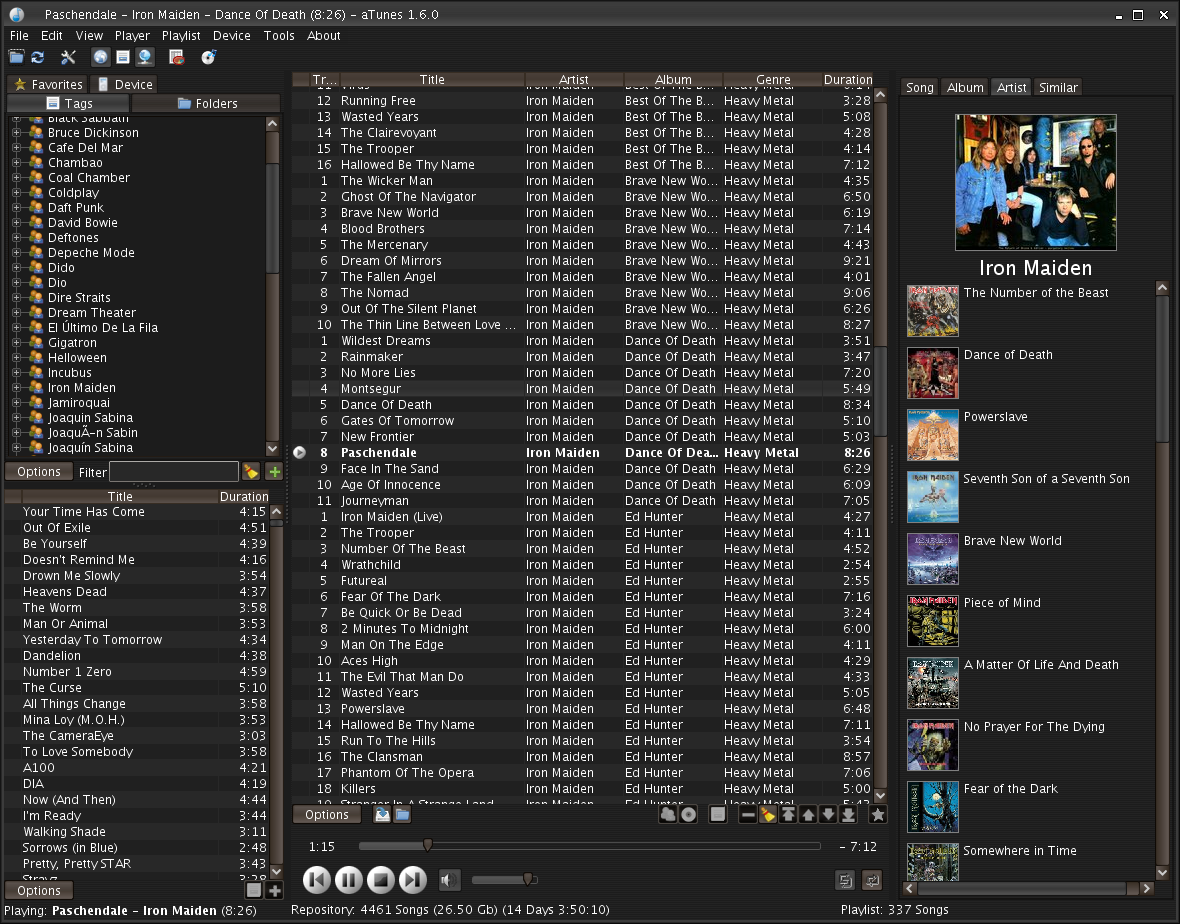 Paschendale – Iron Maiden – Dance Of Death (8:26) – aTunes 1.6.0
File Edit View Player Playlist Device Tools About
Favorites Device
Tags Folders
Black Sabbath
Bruce Dickinson
Cafe Del Mar
Chambao
Coal Chamber
Coldplay
Daft Punk
David Bowie
Deftones
Depeche Mode
Dido
Dio
Dire Straits
Dream Theater
El Último De La Fila
Gigatron
Helloween
Incubus
Iron Maiden
Jamiroquai
Joaquin Sabina
JoaquÃ-n Sabin
Joaquín Sabina
Options Filter
Title Duration
Your Time Has Come 4:15
Out Of Exile 4:51
Be Yourself 4:39
Doesn't Remind Me 4:16
Drown Me Slowly 3:54
Heavens Dead 4:37
The Worm 3:58
Man Or Animal 3:53
Yesterday To Tomorrow 4:34
Dandelion 4:38
Number 1 Zero 4:59
The Curse 5:10
All Things Change 3:58
Mina Loy (M.O.H.) 3:53
The CameraEye 3:03
To Love Somebody 3:58
A100 4:21
DIA 4:19
Now (And Then) 4:44
I'm Ready 3:44
Walking Shade 3:11
Sorrows (in Blue) 2:48
Pretty, Pretty STAR 3:43
Strayz 3:28
Options
Tr... Title Artist Album Genre Duration
11 Virus Iron Maiden Best Of The B... Heavy Metal 6:14
12 Running Free Iron Maiden Best Of The B... Heavy Metal 3:28
13 Wasted Years Iron Maiden Best Of The B... Heavy Metal 5:08
14 The Clairevoyant Iron Maiden Best Of The B... Heavy Metal 4:28
15 The Trooper Iron Maiden Best Of The B... Heavy Metal 4:14
16 Hallowed Be Thy Name Iron Maiden Best Of The B... Heavy Metal 7:12
1 The Wicker Man Iron Maiden Brave New Wo... Heavy Metal 4:35
2 Ghost Of The Navigator Iron Maiden Brave New Wo... Heavy Metal 6:50
3 Brave New World Iron Maiden Brave New Wo... Heavy Metal 6:19
4 Blood Brothers Iron Maiden Brave New Wo... Heavy Metal 7:14
5 The Mercenary Iron Maiden Brave New Wo... Heavy Metal 4:43
6 Dream Of Mirrors Iron Maiden Brave New Wo... Heavy Metal 9:21
7 The Fallen Angel Iron Maiden Brave New Wo... Heavy Metal 4:01
8 The Nomad Iron Maiden Brave New Wo... Heavy Metal 9:06
9 Out Of The Silent Planet Iron Maiden Brave New Wo... Heavy Metal 6:26
10 The Thin Line Between Love ... Iron Maiden Brave New Wo... Heavy Metal 8:27
1 Wildest Dreams Iron Maiden Dance Of Death Heavy Metal 3:51
2 Rainmaker Iron Maiden Dance Of Death Heavy Metal 3:47
3 No More Lies Iron Maiden Dance Of Death Heavy Metal 7:20
4 Montsegur Iron Maiden Dance Of Death Heavy Metal 5:49
5 Dance Of Death Iron Maiden Dance Of Death Heavy Metal 8:34
6 Gates Of Tomorrow Iron Maiden Dance Of Death Heavy Metal 5:10
7 New Frontier Iron Maiden Dance Of Death Heavy Metal 5:03
8 Paschendale Iron Maiden Dance Of Dea... Heavy Metal 8:26
9 Face In The Sand Iron Maiden Dance Of Death Heavy Metal 6:29
10 Age Of Innocence Iron Maiden Dance Of Death Heavy Metal 6:09
11 Journeyman Iron Maiden Dance Of Death Heavy Metal 7:05
1 Iron Maiden (Live) Iron Maiden Ed Hunter Heavy Metal 4:27
2 The Trooper Iron Maiden Ed Hunter Heavy Metal 4:11
3 Number Of The Beast Iron Maiden Ed Hunter Heavy Metal 4:52
4 Wrathchild Iron Maiden Ed Hunter Heavy Metal 2:54
5 Futureal Iron Maiden Ed Hunter Heavy Metal 2:55
6 Fear Of The Dark Iron Maiden Ed Hunter Heavy Metal 7:16
7 Be Quick Or Be Dead Iron Maiden Ed Hunter Heavy Metal 3:24
8 2 Minutes To Midnight Iron Maiden Ed Hunter Heavy Metal 6:00
9 Man On The Edge Iron Maiden Ed Hunter Heavy Metal 4:11
10 Aces High Iron Maiden Ed Hunter Heavy Metal 4:29
11 The Evil That Man Do Iron Maiden Ed Hunter Heavy Metal 4:33
12 Wasted Years Iron Maiden Ed Hunter Heavy Metal 5:05
13 Powerslave Iron Maiden Ed Hunter Heavy Metal 6:48
14 Hallowed Be Thy Name Iron Maiden Ed Hunter Heavy Metal 7:11
15 Run To The Hills Iron Maiden Ed Hunter Heavy Metal 3:54
16 The Clansman Iron Maiden Ed Hunter Heavy Metal 8:57
17 Phantom Of The Opera Iron Maiden Ed Hunter Heavy Metal 7:06
18 Killers Iron Maiden Ed Hunter Heavy Metal 5:00
19 Stranger In A Strange Land Iron Maiden Ed Hunter Heavy Metal 5:43
Options
1:15 – 7:12
Song Album Artist Similar
Iron Maiden
The Number of the Beast
Dance of Death
Powerslave
Seventh Son of a Seventh Son
Brave New World
Piece of Mind
A Matter Of Life And Death
No Prayer For The Dying
Fear of the Dark
Somewhere in Time
Playing: Paschendale – Iron Maiden (8:26) Repository: 4461 Songs (26.50 Gb) (14 Days 3:50:10) Playlist: 337 Songs